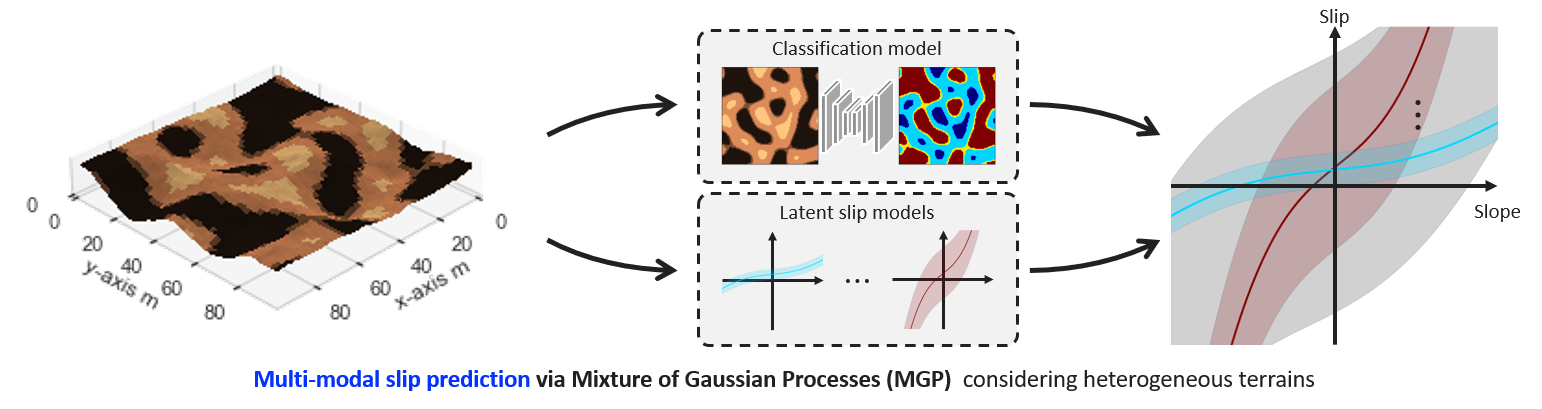 Classification model
Latent slip models
...
Slip
Slope
0
0
20
40
60
80
y-axis m
0
20
40
60
80
x-axis m
Multi-modal slip prediction via Mixture of Gaussian Processes (MGP) considering heterogeneous terrains